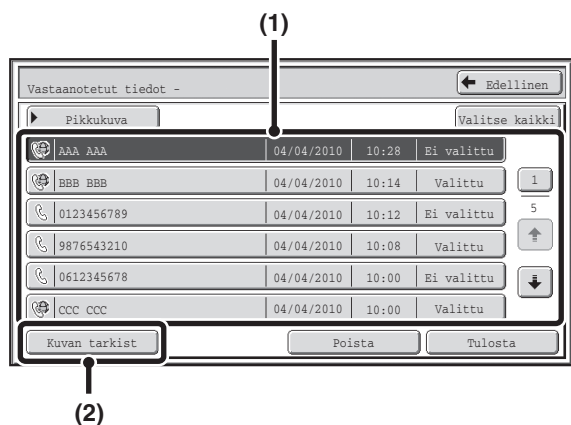 (1)
Vastaanotetut tiedot -
Edellinen
Pikkukuva
Valitse kaikki
AAA AAA 04/04/2010 10:28 Ei valittu
BBB BBB 04/04/2010 10:14 Valittu
1
0123456789 04/04/2010 10:12 Ei valittu
5
9876543210 04/04/2010 10:08 Valittu
0612345678 04/04/2010 10:00 Ei valittu
CCC CCC 04/04/2010 10:00 Valittu
Kuvan tarkist
Poista
Tulosta
(2)